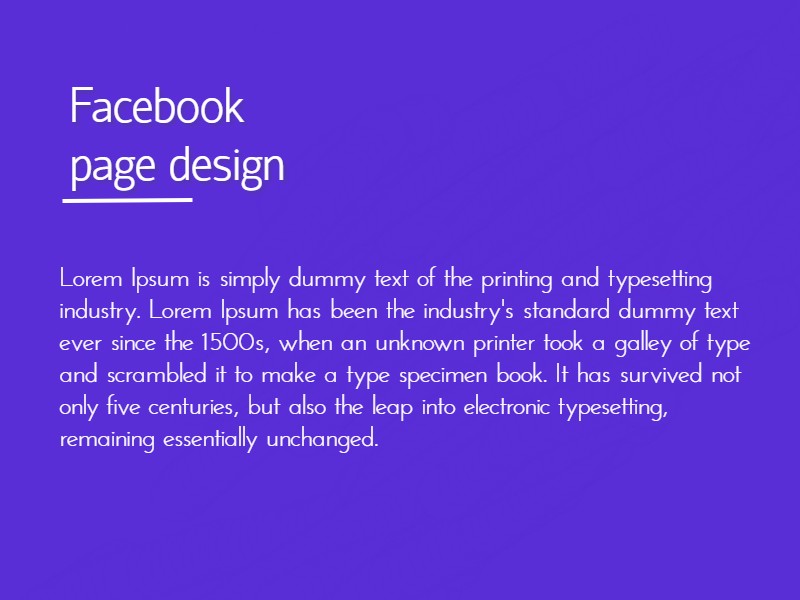 Facebook
page design
Lorem Ipsum is simply dummy text of the printing and typesetting
industry. Lorem Ipsum has been the industry's standard dummy text
ever since the 1500s, when an unknown printer took a galley of type
and scrambled it to make a type specimen book. It has survived not
only five centuries, but also the leap into electronic typesetting,
remaining essentially unchanged.